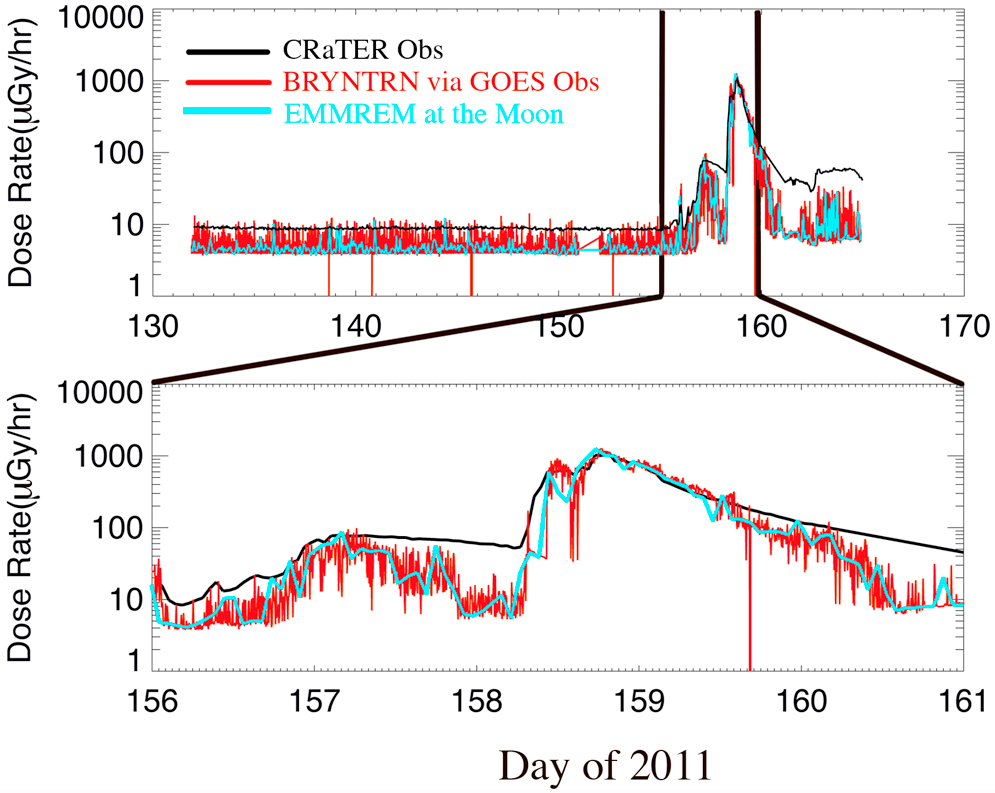 10000
1000
100
10
1
Dose Rate(μGy/hr)
CRaTER Obs
BRYNTRN via GOES Obs
EMMREM at the Moon
130 140 150 160 170
10000
1000
100
10
1
Dose Rate(μGy/hr)
156 157 158 159 160 161
Day of 2011